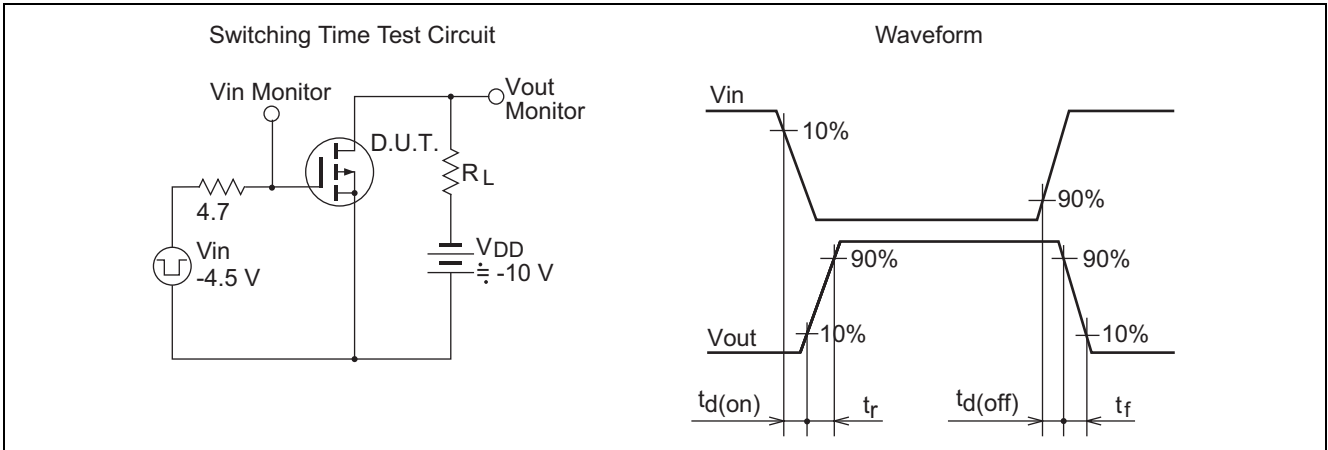 Switching Time Test Circuit
Vin Monitor
Vout
Monitor
D.U.T.
RL
4.7
Vin
-4.5 V
VDD
≒ -10 V
Waveform
Vin
10%
90%
90%
90%
Vout
10%
10%
td(on)
tr
td(off)
tf